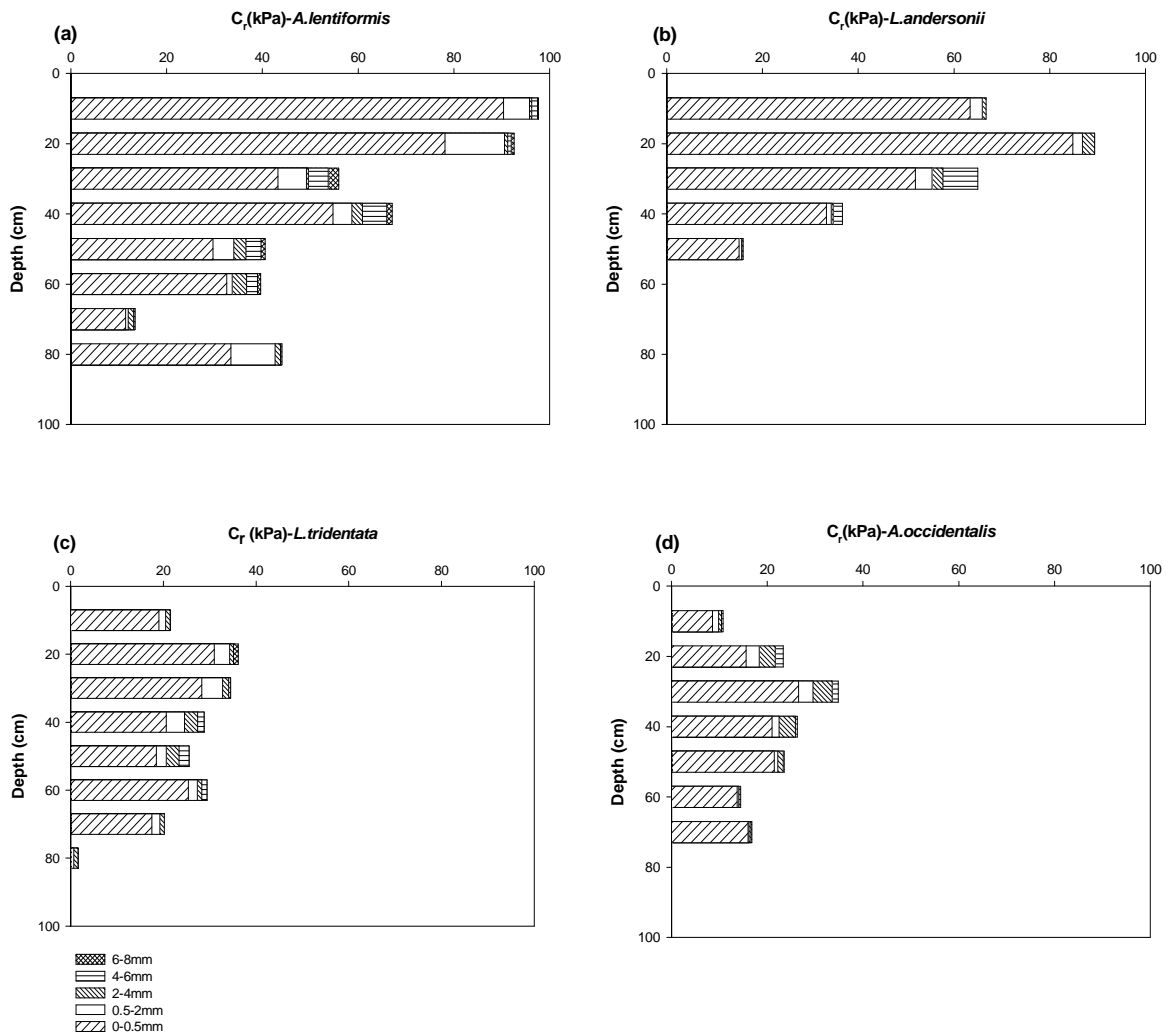 (a)
C_r(kPa)-A.lentiformis
0 20 40 60 80 100
0
20
40
60
80
100
Depth (cm)
(b)
C_r(kPa)-L.andersonii
0 20 40 60 80 100
0
20
40
60
80
100
Depth (cm)
(c)
C_r (kPa)-L.tridentata
0 20 40 60 80 100
0
20
40
60
80
100
Depth (cm)
(d)
C_r(kPa)-A.occidentalis
0 20 40 60 80 100
0
20
40
60
80
100
Depth (cm)
6-8mm
4-6mm
2-4mm
0.5-2mm
0-0.5mm